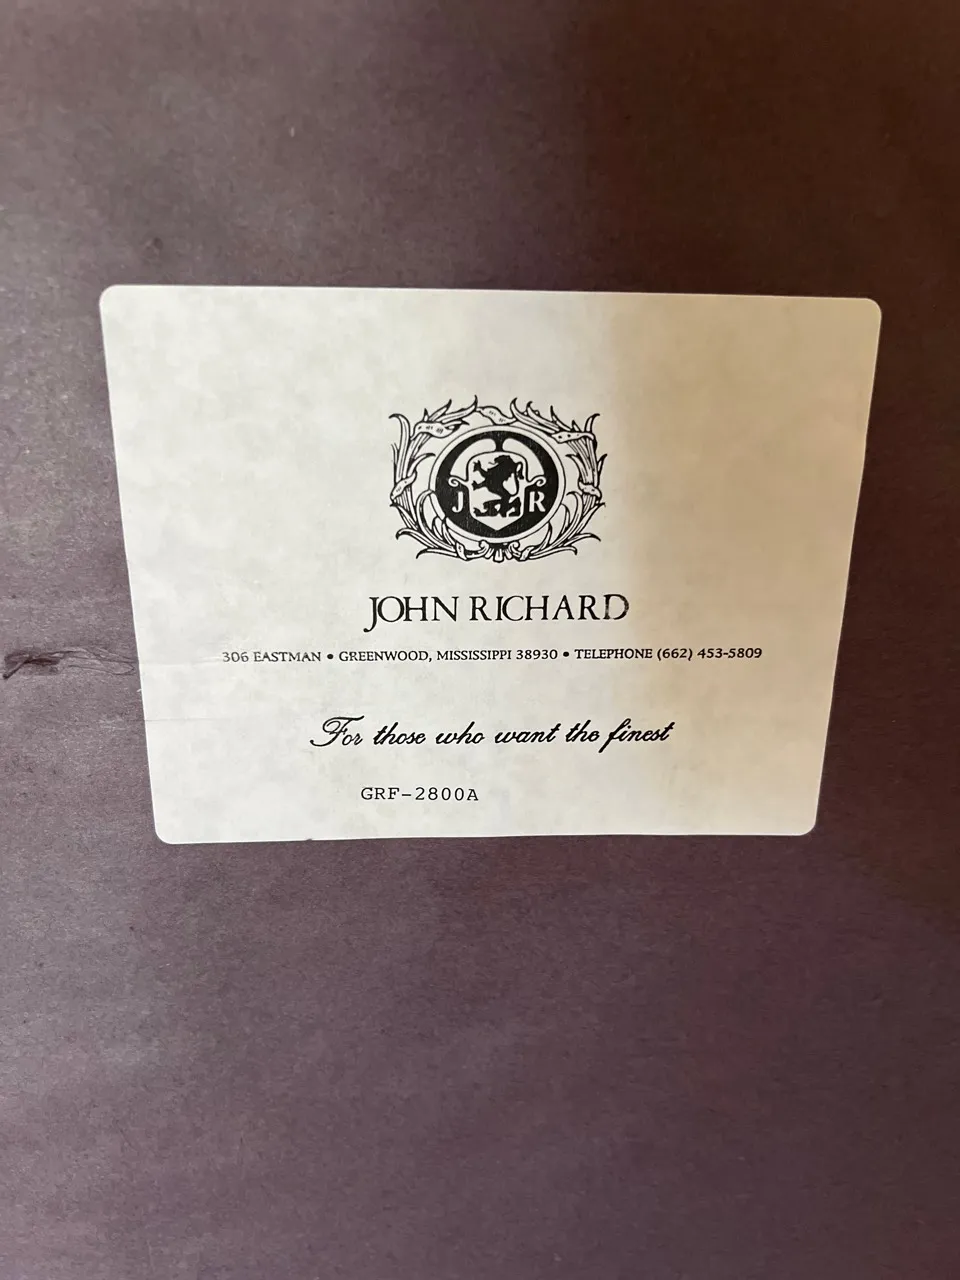 J R
JOHN RICHARD
306 EASTMAN • GREENWOOD, MISSISSIPPI 38930 • TELEPHONE (662) 453-5809
For those who want the finest
GRF-2800A